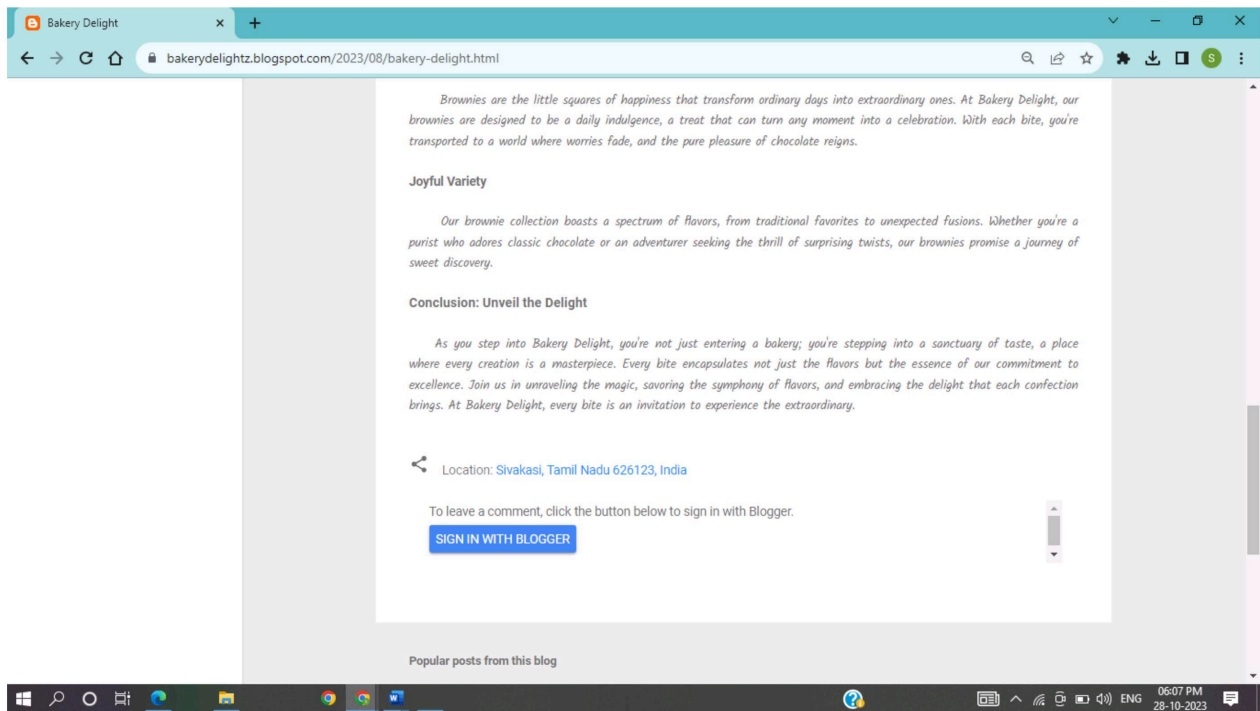 Bakery Delight
bakerydelightz.blogspot.com/2023/08/bakery-delight.html
S
Brownies are the little squares of happiness that transform ordinary days into extraordinary ones. At Bakery Delight, our
brownies are designed to be a daily indulgence, a treat that can turn any moment into a celebration. With each bite, you're
transported to a world where worries fade, and the pure pleasure of chocolate reigns.
Joyful Variety
Our brownie collection boasts a spectrum of flavors, from traditional favorites to unexpected fusions. Whether you're a
purist who adores classic chocolate or an adventurer seeking the thrill of surprising twists, our brownies promise a journey of
sweet discovery.
Conclusion: Unveil the Delight
As you step into Bakery Delight, you're not just entering a bakery; you're stepping into a sanctuary of taste, a place
where every creation is a masterpiece. Every bite encapsulates not just the flavors but the essence of our commitment to
excellence. Join us in unraveling the magic, savoring the symphony of flavors, and embracing the delight that each confection
brings. At Bakery Delight, every bite is an invitation to experience the extraordinary.
Location: Sivakasi, Tamil Nadu 626123, India
To leave a comment, click the button below to sign in with Blogger.
SIGN IN WITH BLOGGER
Popular posts from this blog
ENG
06:07 PM
28-10-2023